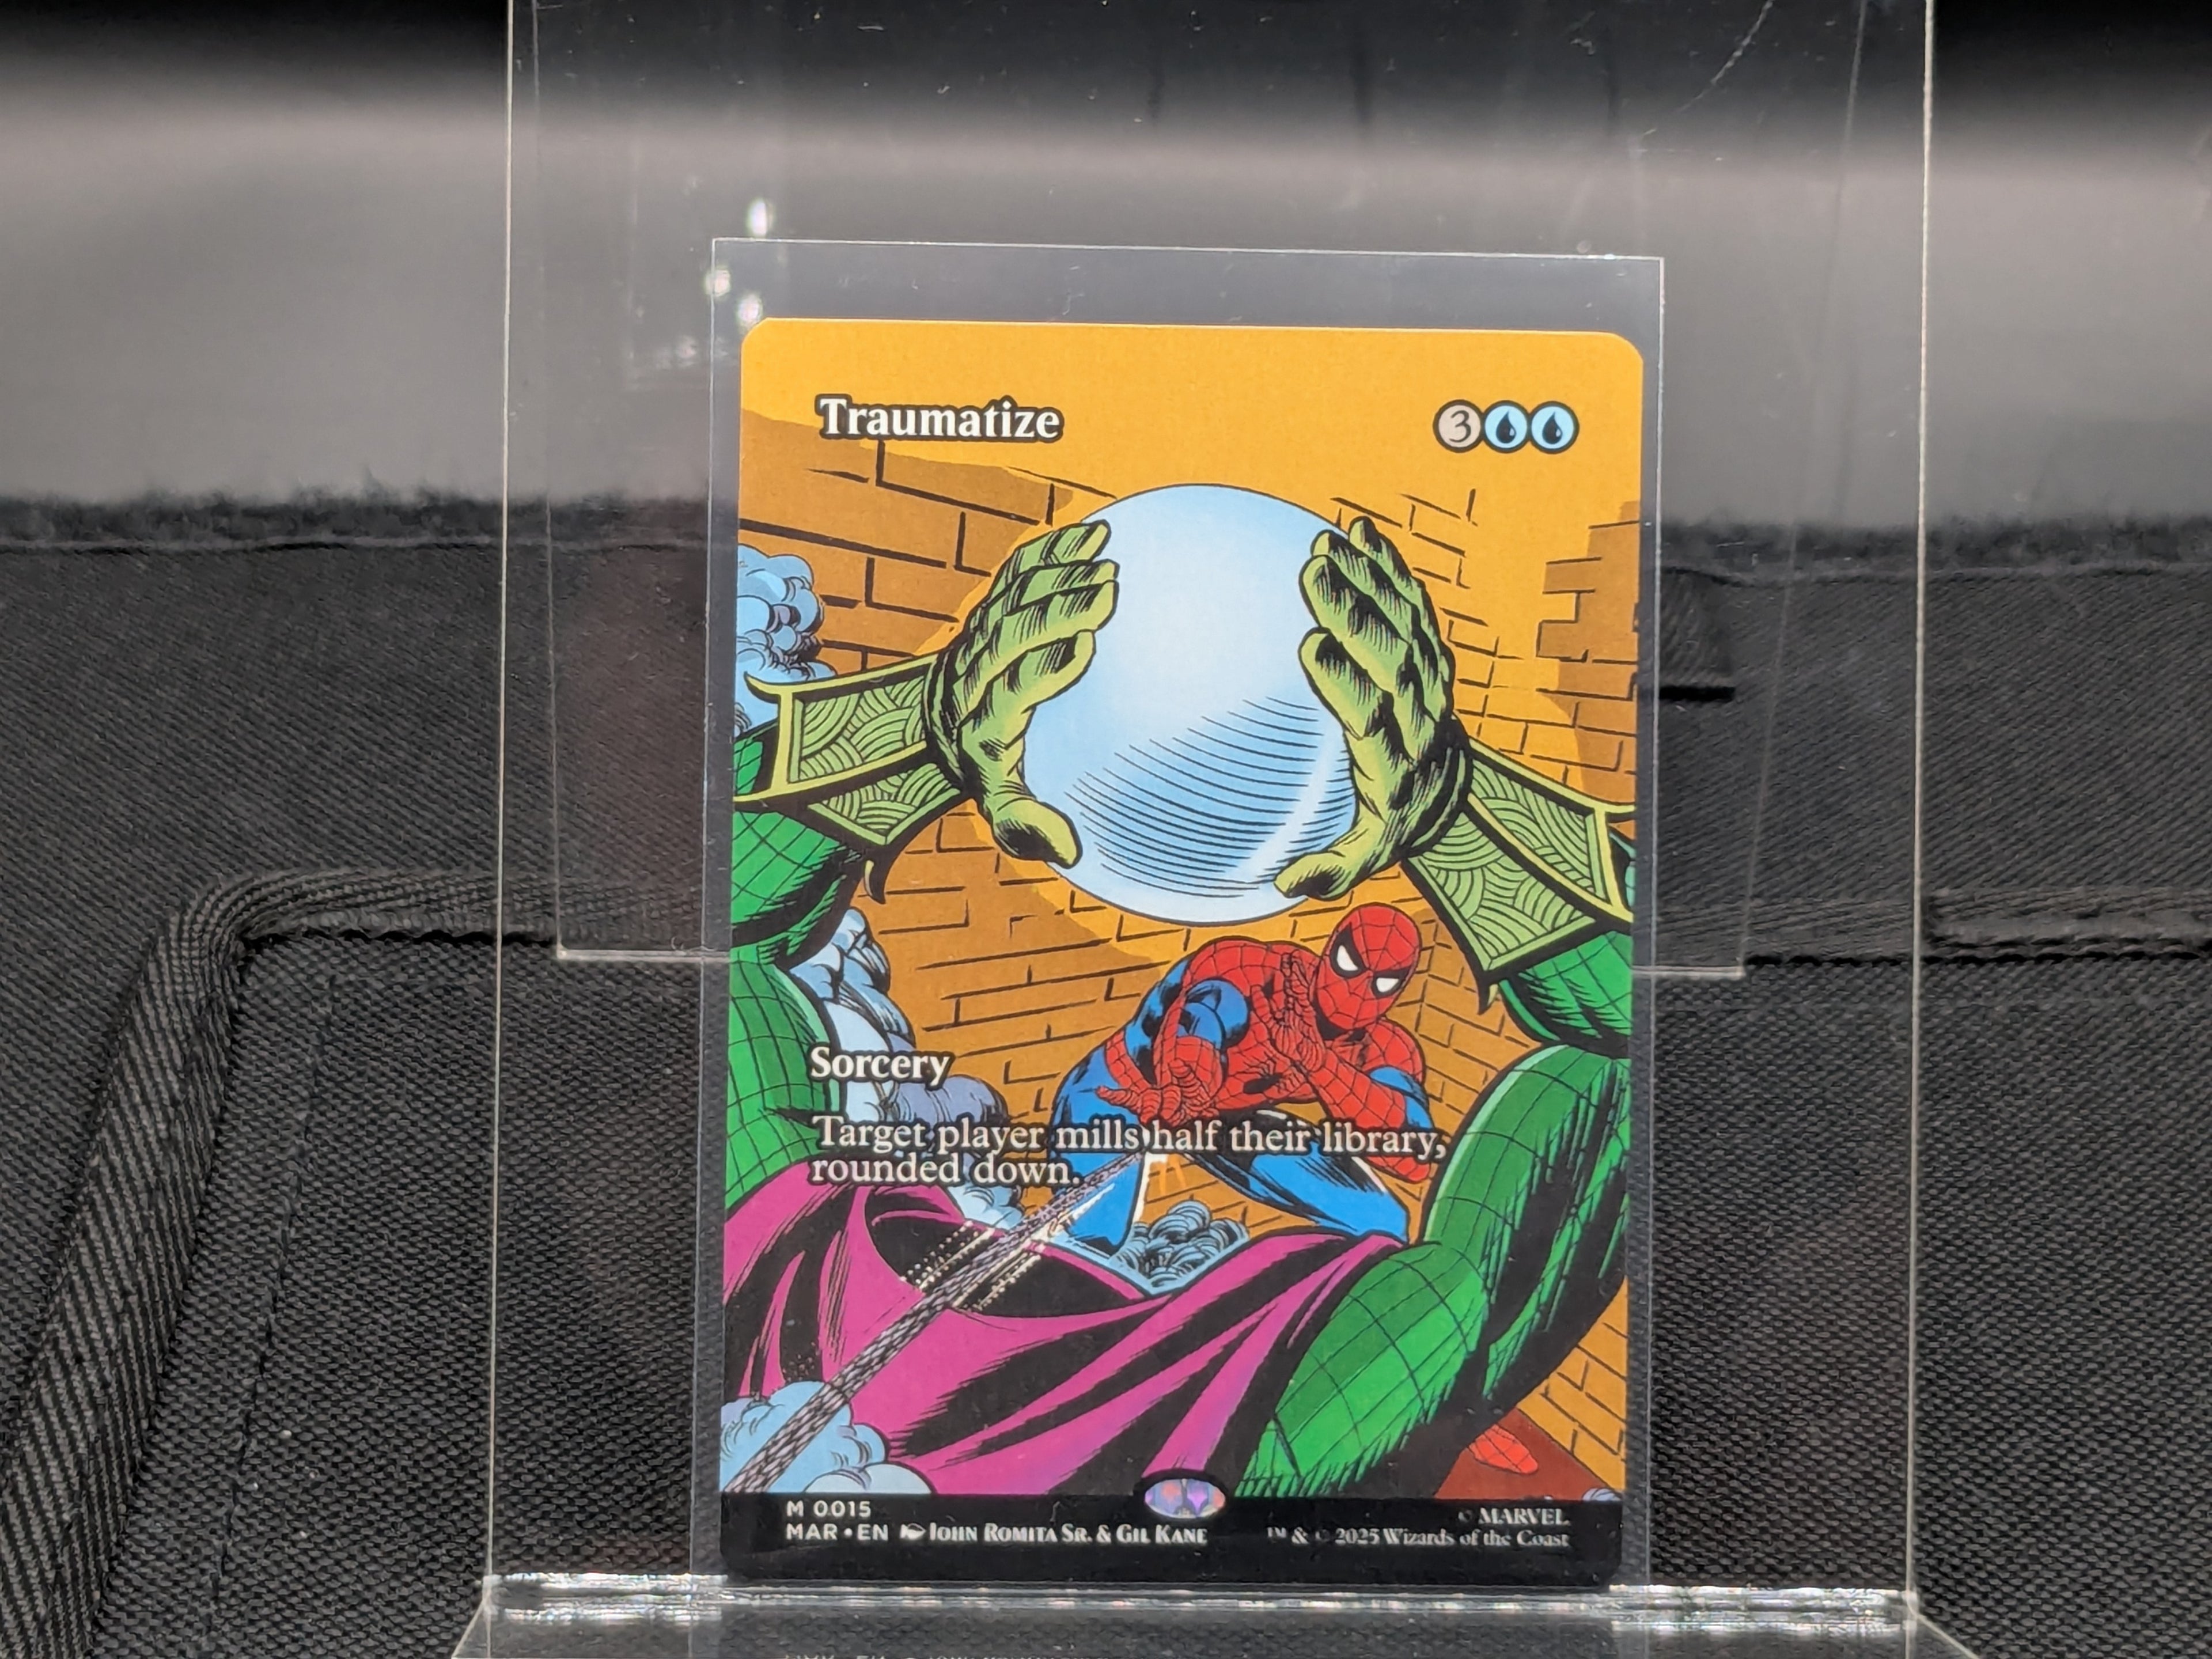 Traumatize 3
Sorcery
Target player mills half their library,
rounded down.
M 0015
MAR • EN JOHN ROMITA SR. & GIL KANE
© MARVEL
™ & © 2025 Wizards of the Coast